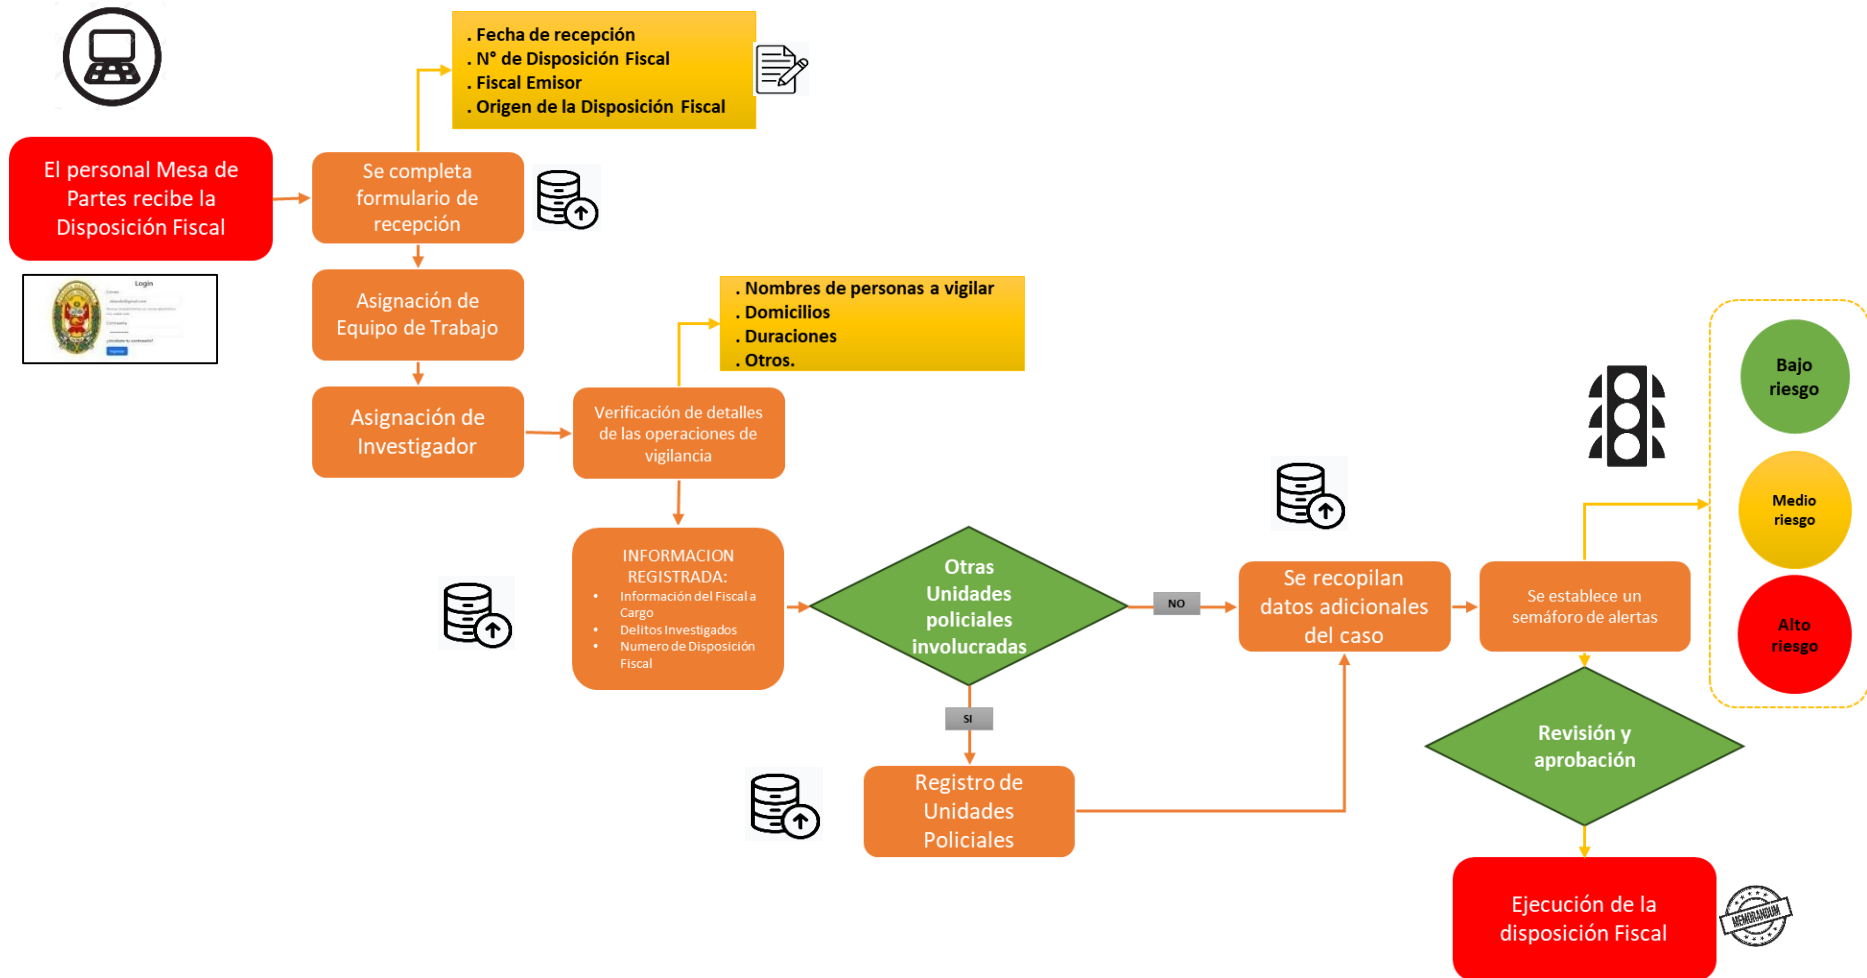 . Fecha de recepción
. N° de Disposición Fiscal
. Fiscal Emisor
. Origen de la Disposición Fiscal
El personal Mesa de
Partes recibe la
Disposición Fiscal
Se completa
formulario de
recepción
Login
Ingresar
Asignación de
Equipo de Trabajo
. Nombres de personas a vigilar
. Domicilios
. Duraciones
. Otros.
Asignación de
Investigador
Verificación de detalles
de las operaciones de
vigilancia
INFORMACION
REGISTRADA:
• Información del Fiscal a
Cargo
• Delitos Investigados
• Numero de Disposición
Fiscal
Otras
Unidades
policiales
involucradas
NO
SI
Registro de
Unidades
Policiales
Se recopilan
datos adicionales
del caso
Se establece un
semáforo de alertas
Bajo
riesgo
Medio
riesgo
Alto
riesgo
Revisión y
aprobación
Ejecución de la
disposición Fiscal
MEMORANDUM